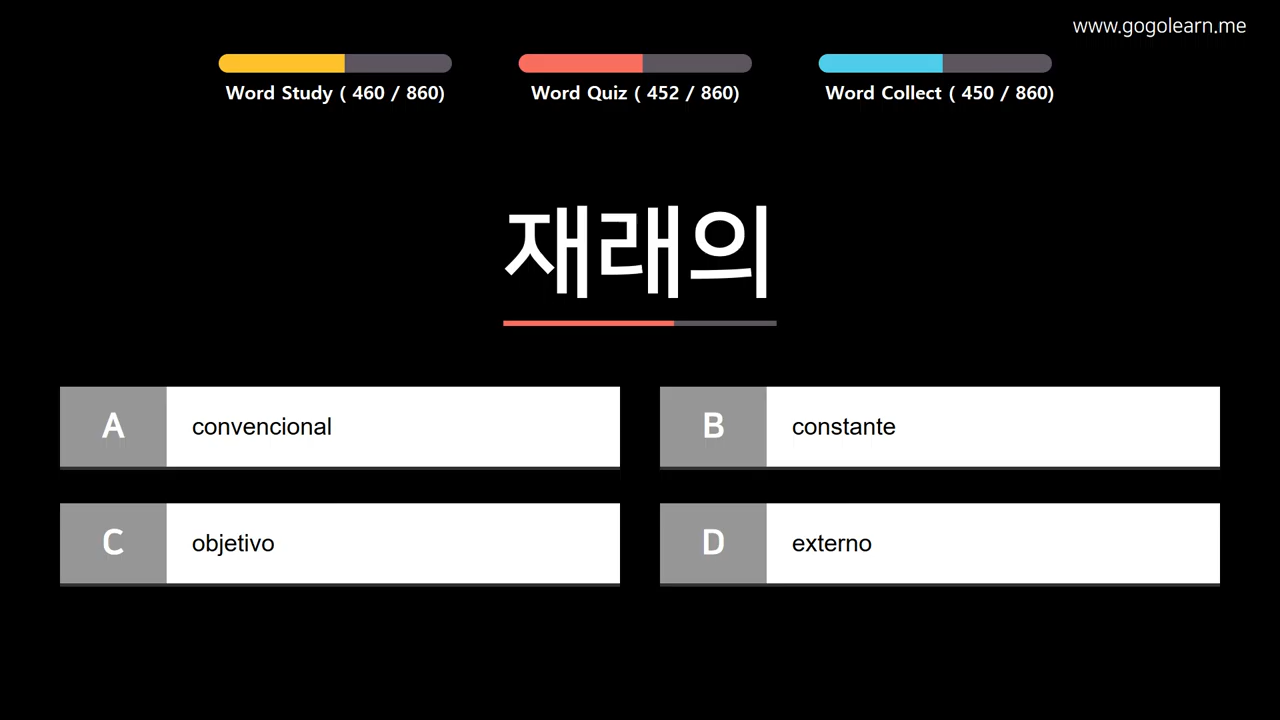 www.gogolearn.me
Word Study ( 460 / 860)
Word Quiz ( 452 / 860)
Word Collect ( 450 / 860)
재래의
A convencional
B constante
C objetivo
D externo